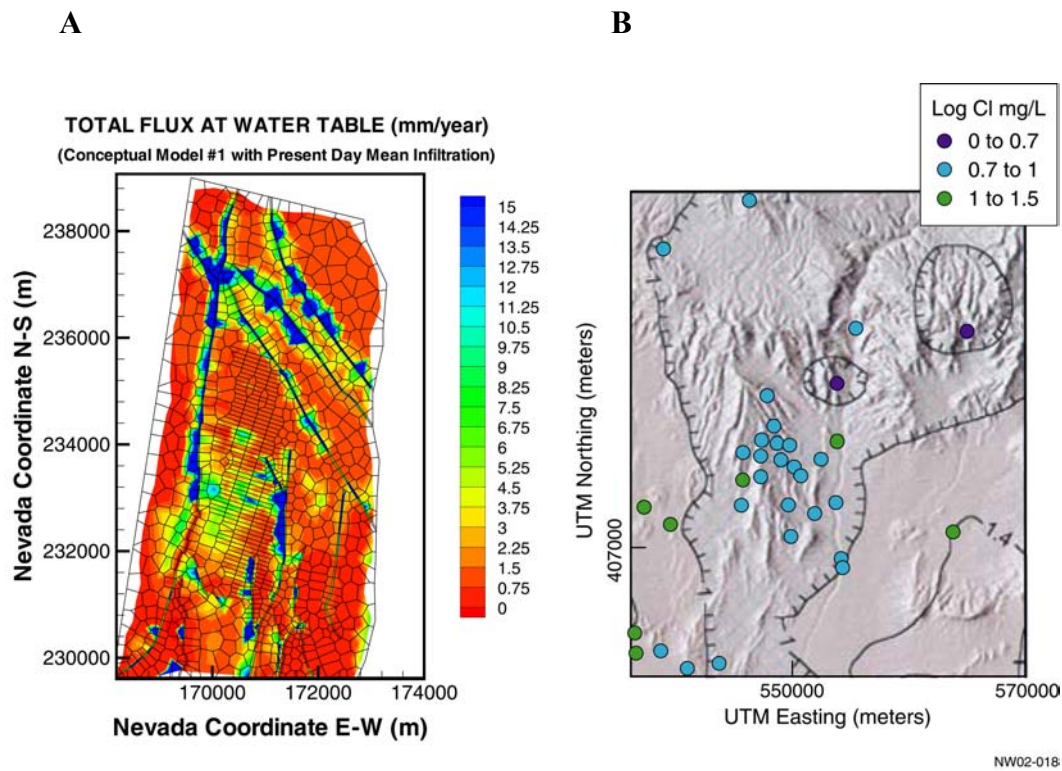 A
B
TOTAL FLUX AT WATER TABLE (mm/year)
(Conceptual Model #1 with Present Day Mean Infiltration)
238000
236000
234000
232000
230000
Nevada Coordinate N-S (m)
170000
172000
174000
Nevada Coordinate E-W (m)
15
14.25
13.5
12.75
12
11.25
10.5
9.75
9
8.25
7.5
6.75
6
5.25
4.5
3.75
3
2.25
1.5
0.75
0
Log Cl mg/L
0 to 0.7
0.7 to 1
1 to 1.5
UTM Northing (meters)
407000
1.4
1
1
550000
570000
UTM Easting (meters)
NW02-018